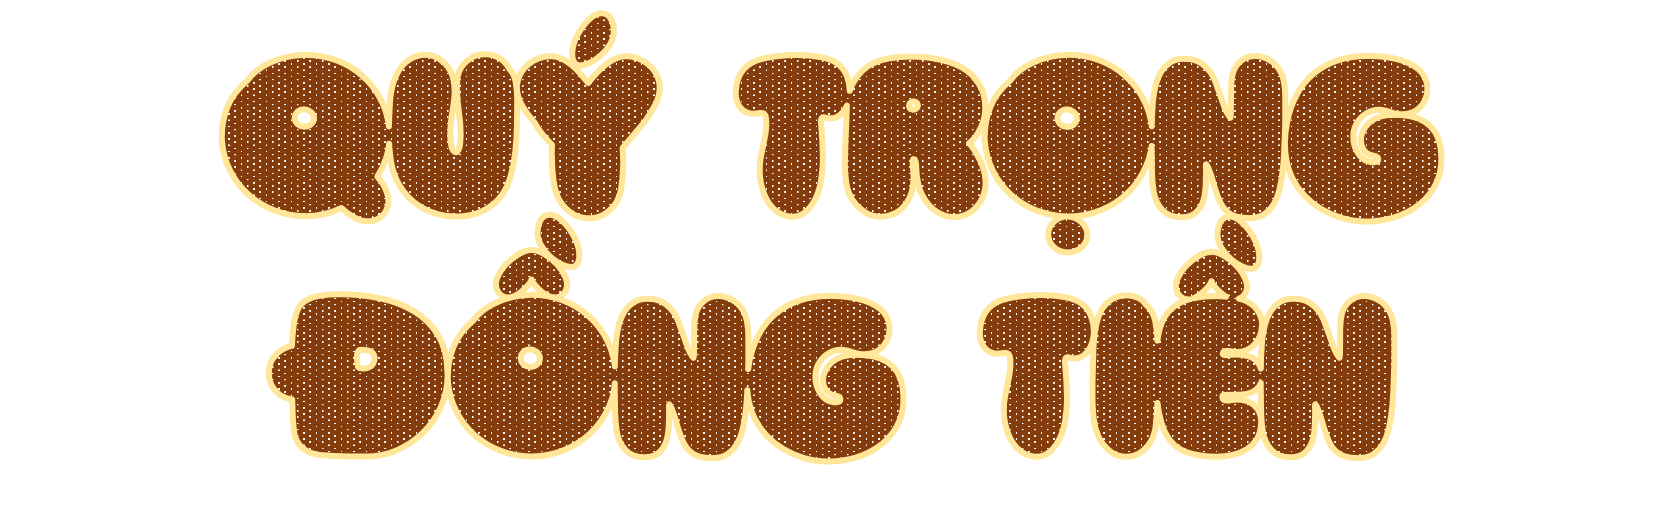 QUÝ TRỌNG
ĐỒNG TIỀN